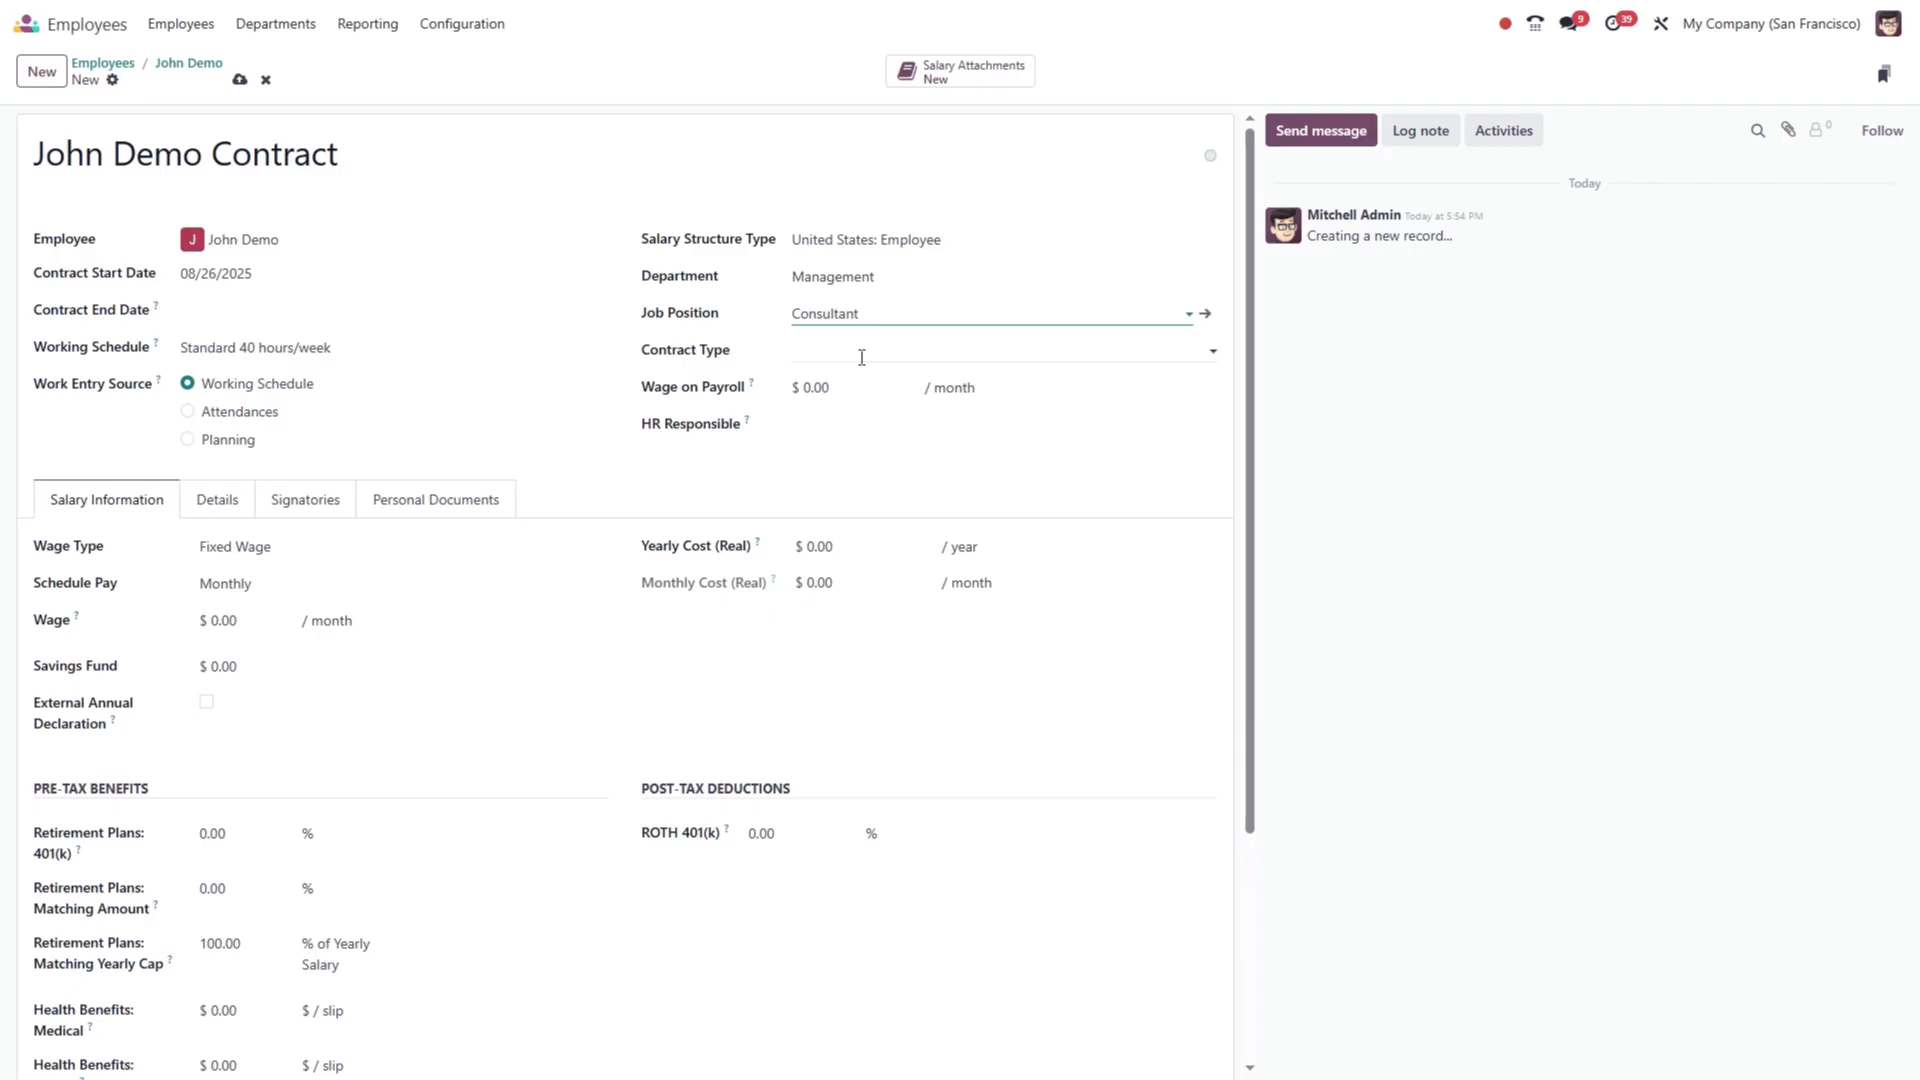 Employees Employees Departments Reporting Configuration 9 39 My Company (San Francisco)
New Employees / John Demo
New
Salary Attachments
New
John Demo Contract
Employee J John Demo
Contract Start Date 08/26/2025
Contract End Date ?
Working Schedule ? Standard 40 hours/week
Work Entry Source ? Working Schedule
Attendances
Planning
Salary Structure Type United States: Employee
Department Management
Job Position Consultant
Contract Type
Wage on Payroll ? $ 0.00 / month
HR Responsible ?
Salary Information Details Signatories Personal Documents
Wage Type Fixed Wage
Schedule Pay Monthly
Wage ? $ 0.00 / month
Savings Fund $ 0.00
External Annual
Declaration ?
Yearly Cost (Real) ? $ 0.00 / year
Monthly Cost (Real) ? $ 0.00 / month
PRE-TAX BENEFITS
Retirement Plans:
401(k) ? 0.00 %
Retirement Plans:
Matching Amount ? 0.00 %
Retirement Plans:
Matching Yearly Cap ? 100.00 % of Yearly
Salary
Health Benefits:
Medical ? $ 0.00 $ / slip
Health Benefits: $ 0.00 $ / slip
POST-TAX DEDUCTIONS
ROTH 401(k) ? 0.00 %
Send message Log note Activities 0 Follow
Today
Mitchell Admin Today at 5:54 PM
Creating a new record...